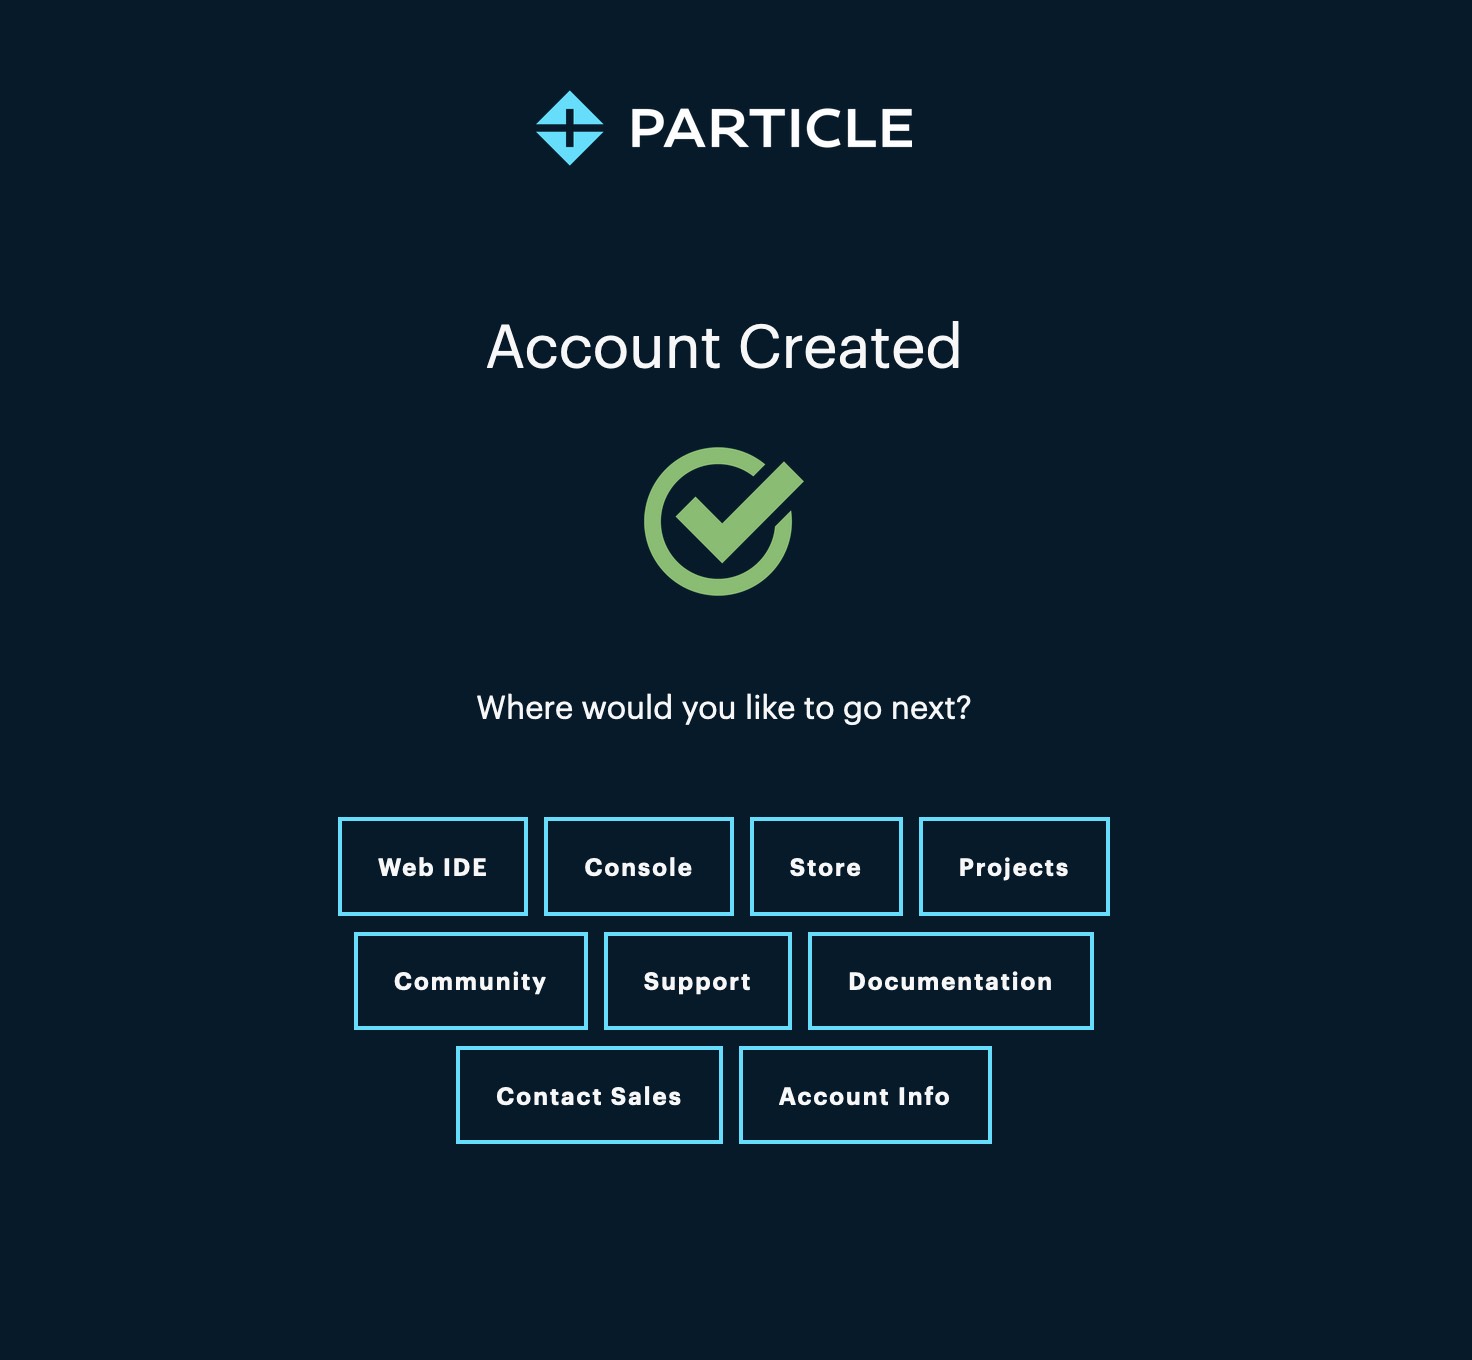 PARTICLE
Account Created
Where would you like to go next?
Web IDE Console Store Projects
Community Support Documentation
Contact Sales Account Info